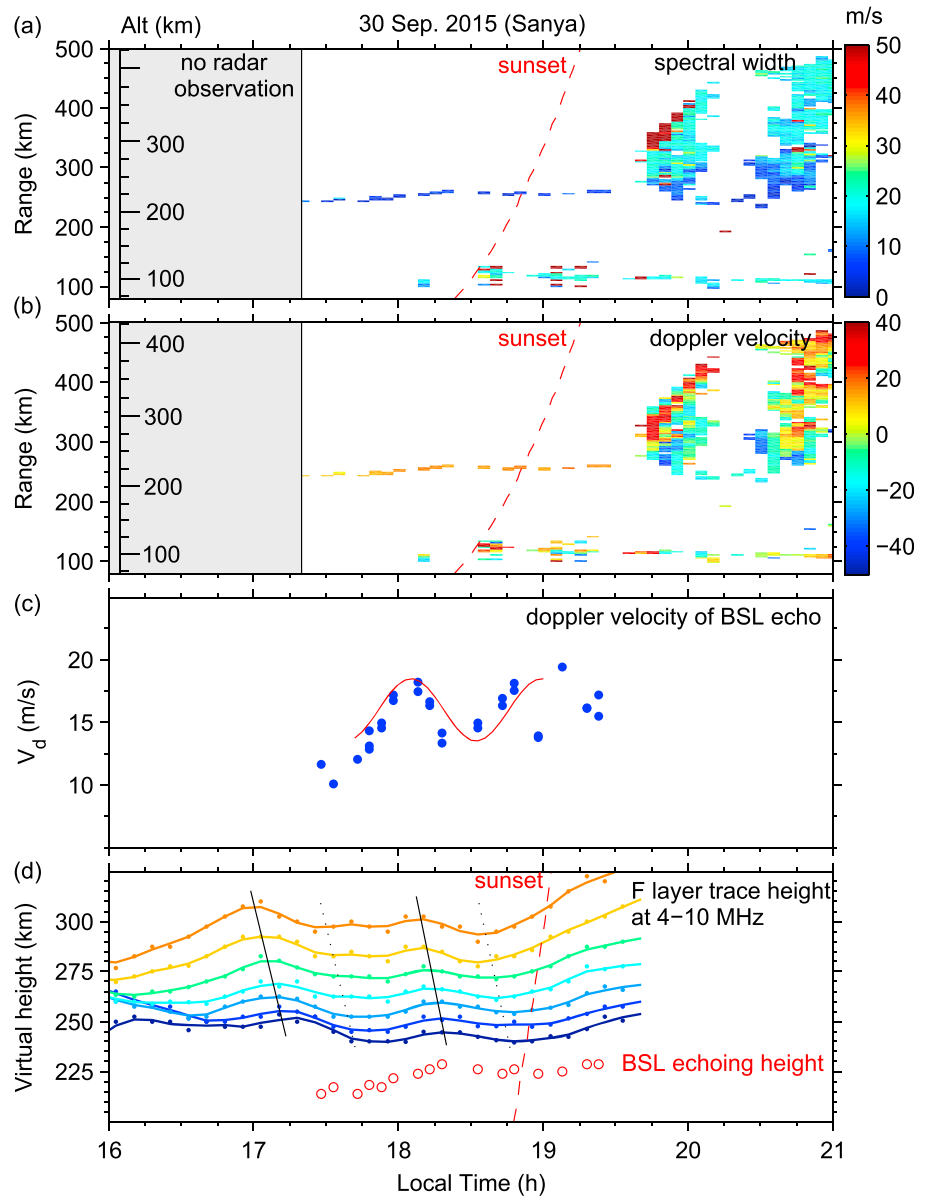 (a)
Alt (km)
30 Sep. 2015 (Sanya)
m/s
500
400
300
200
100
Range (km)
300
200
100
no radar
observation
sunset
spectral width
50
40
30
20
10
0
(b)
500
400
300
200
100
Range (km)
400
300
200
100
sunset
doppler velocity
40
20
0
−20
−40
(c)
doppler velocity of BSL echo
20
15
10
V_d (m/s)
(d)
sunset
F layer trace height
at 4−10 MHz
300
275
250
225
Virtual height (km)
BSL echoing height
16
17
18
19
20
21
Local Time (h)